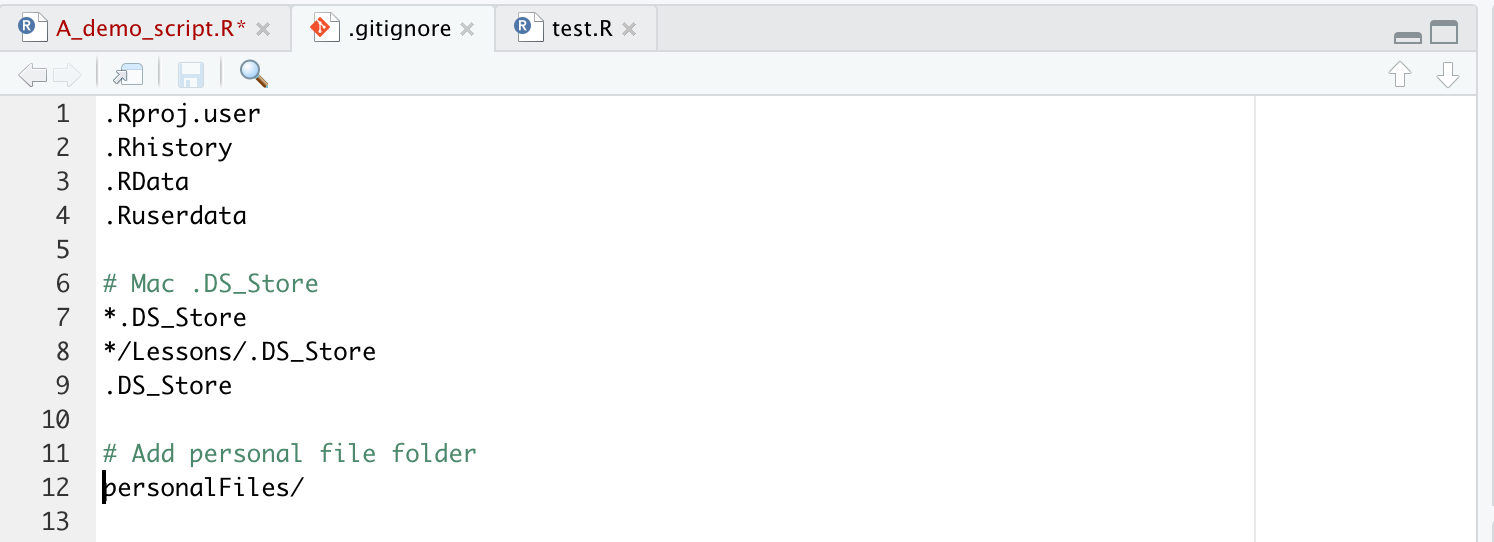 A_demo_script.R* .gitignore test.R
1 .Rproj.user
2 .Rhistory
3 .RData
4 .Ruserdata
5
6 # Mac .DS_Store
7 *.DS_Store
8 */Lessons/.DS_Store
9 .DS_Store
10
11 # Add personal file folder
12 personalFiles/
13